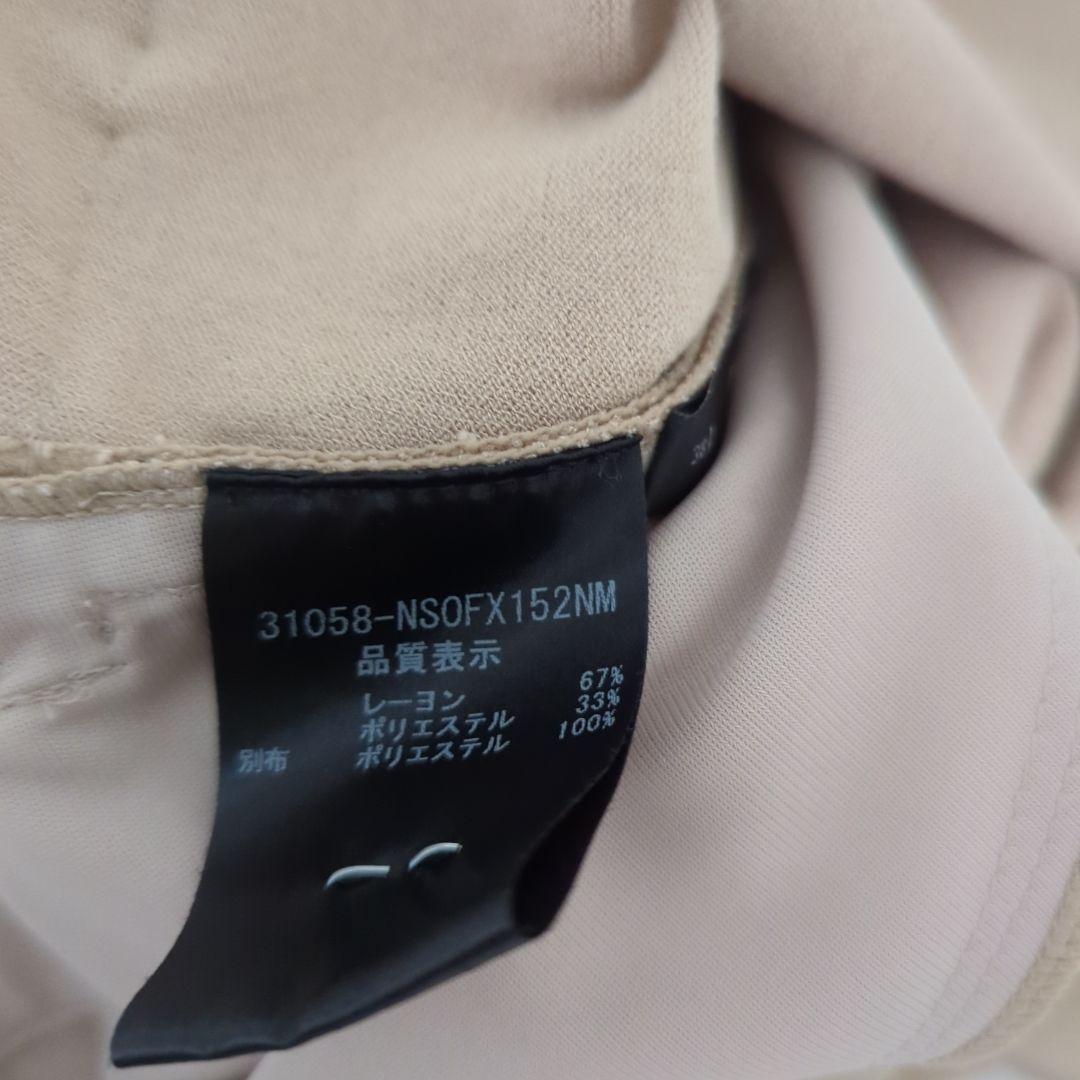 31058-NSOFX152NM
品質表示
レーヨン 67%
ポリエステル 33%
別布 ポリエステル 100%